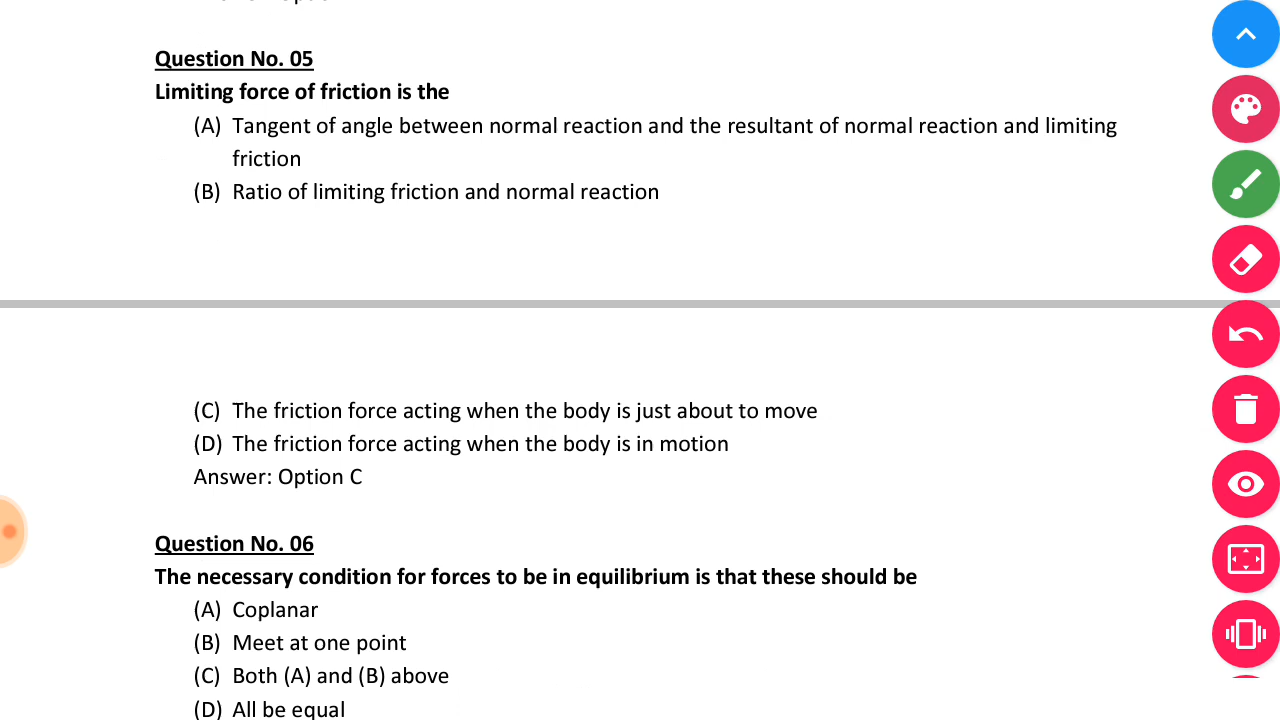 Question No. 05
Limiting force of friction is the
(A) Tangent of angle between normal reaction and the resultant of normal reaction and limiting
friction
(B) Ratio of limiting friction and normal reaction
(C) The friction force acting when the body is just about to move
(D) The friction force acting when the body is in motion
Answer: Option C
Question No. 06
The necessary condition for forces to be in equilibrium is that these should be
(A) Coplanar
(B) Meet at one point
(C) Both (A) and (B) above
(D) All be equal